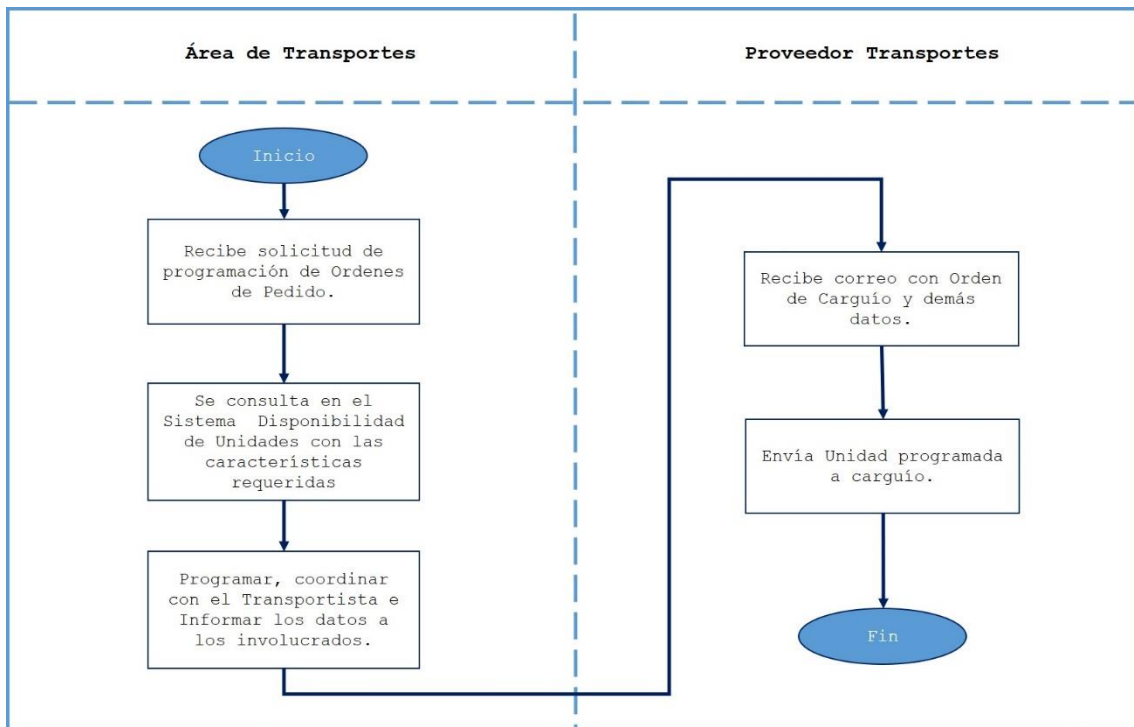 Área de Transportes
Proveedor Transportes
Inicio
Recibe solicitud de
programación de Ordenes
de Pedido.
Se consulta en el
Sistema Disponibilidad
de Unidades con las
características
requeridas
Programar, coordinar
con el Transportista e
Informar los datos a
los involucrados.
Recibe correo con Orden
de Carguío y demás
datos.
Envía Unidad programada
a carguío.
Fin